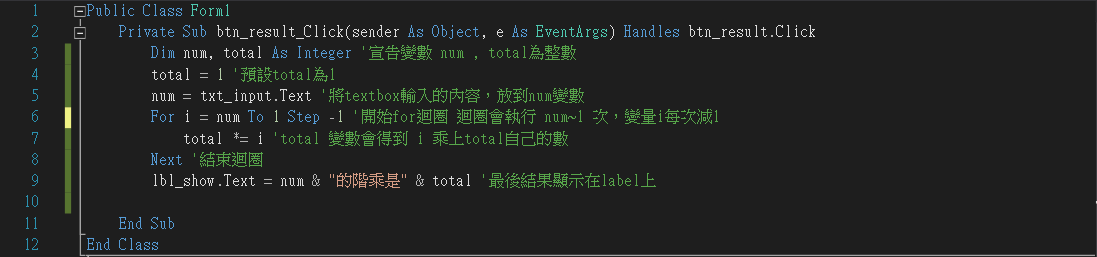 1 Public Class Form1
2 Private Sub btn_result_Click(sender As Object, e As EventArgs) Handles btn_result.Click
3 Dim num, total As Integer '宣告變數 num , total為整數
4 total = 1 '預設total為1
5 num = txt_input.Text '將textbox輸入的內容，放到num變數
6 For i = num To 1 Step -1 '開始for迴圈 迴圈會執行 num~1 次，變量i每次減1
7 total *= i 'total 變數會得到 i 乘上total自己的數
8 Next '結束迴圈
9 lbl_show.Text = num & "的階乘是" & total '最後結果顯示在label上
10
11 End Sub
12 End Class